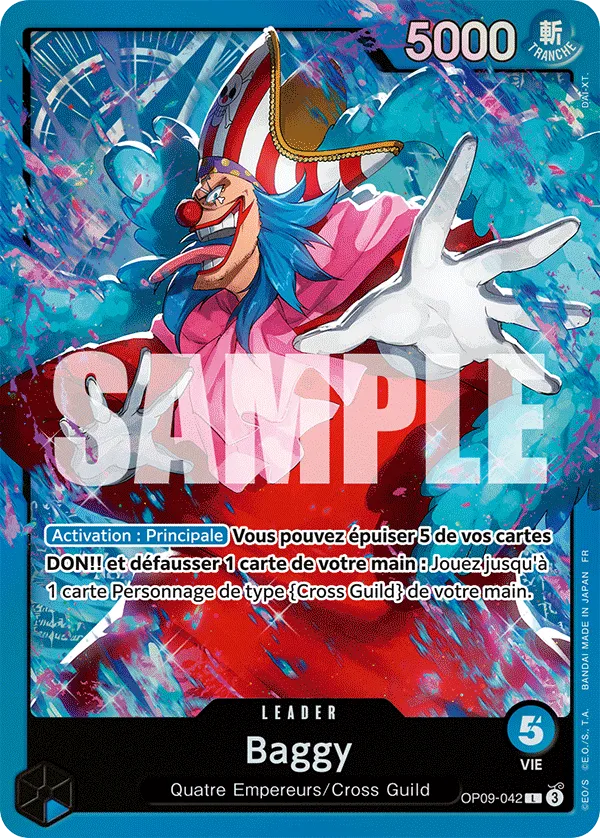 5000
斬
TRANCHE
DAI-XT.
SAMPLE
Activation : Principale Vous pouvez épuiser 5 de vos cartes
DON!! et défausser 1 carte de votre main : Jouez jusqu'à
1 carte Personnage de type {Cross Guild} de votre main.
LEADER
Baggy
Quatre Empereurs/Cross Guild
5
VIE
OP09-042 L 3
©EO/S ©E.O./S., T.A. BANDAI MADE IN JAPAN FR